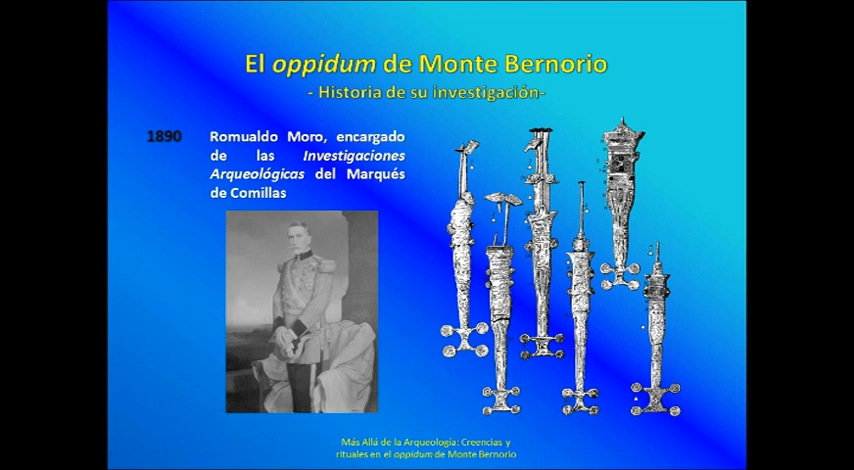 El oppidum de Monte Bernorio
- Historia de su investigación-
1890
Romualdo Moro, encargado
de las Investigaciones
Arqueológicas del Marqués
de Comillas
Más Allá de la Arqueología: Creencias y
rituales en el oppidum de Monte Bernorio